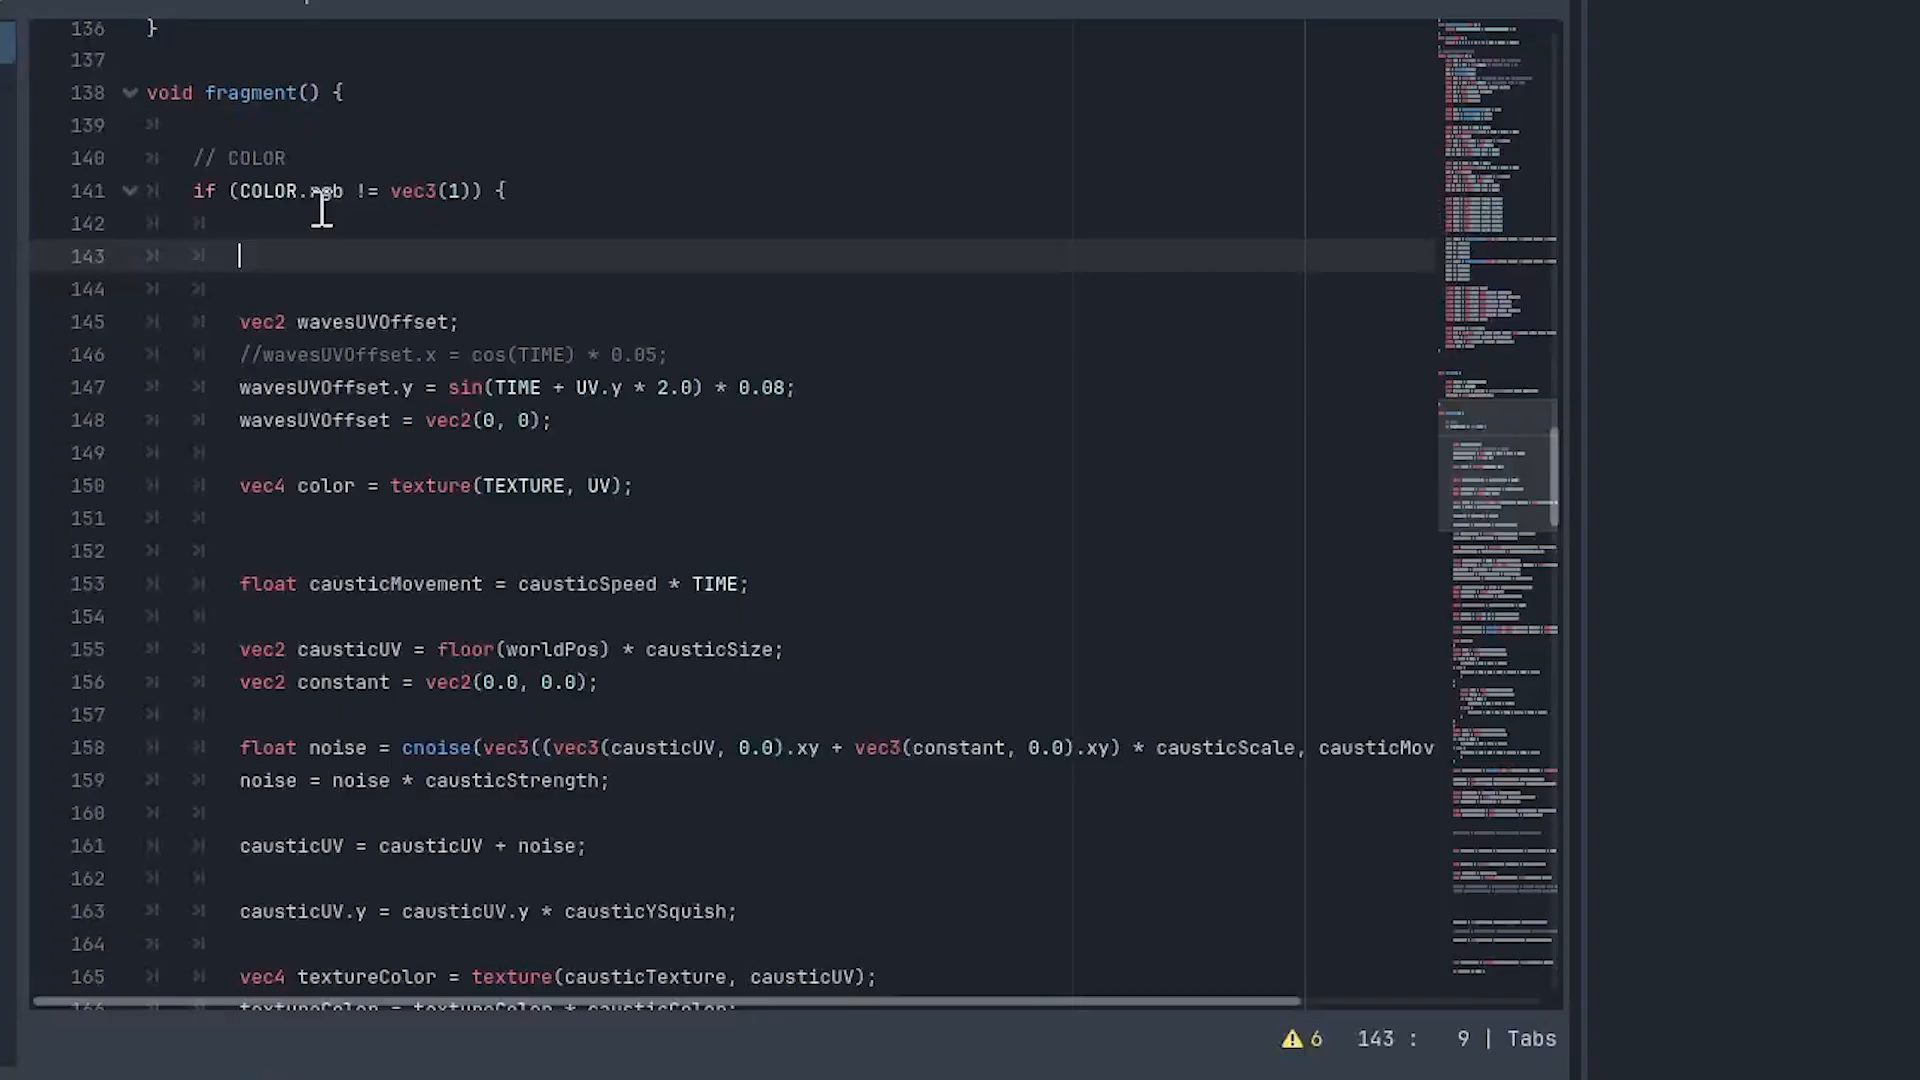 136 }
137
138 void fragment() {
139
140 // COLOR
141 if (COLOR.rgb != vec3(1)) {
142
143
144
145 vec2 wavesUVOffset;
146 //wavesUVOffset.x = cos(TIME) * 0.05;
147 wavesUVOffset.y = sin(TIME + UV.y * 2.0) * 0.08;
148 wavesUVOffset = vec2(0, 0);
149
150 vec4 color = texture(TEXTURE, UV);
151
152
153 float causticMovement = causticSpeed * TIME;
154
155 vec2 causticUV = floor(worldPos) * causticSize;
156 vec2 constant = vec2(0.0, 0.0);
157
158 float noise = cnoise(vec3((vec3(causticUV, 0.0).xy + vec3(constant, 0.0).xy) * causticScale, causticMov
159 noise = noise * causticStrength;
160
161 causticUV = causticUV + noise;
162
163 causticUV.y = causticUV.y * causticYSquish;
164
165 vec4 textureColor = texture(causticTexture, causticUV);
166 textureColor = textureColor * causticColor;
6 143 : 9 | Tabs